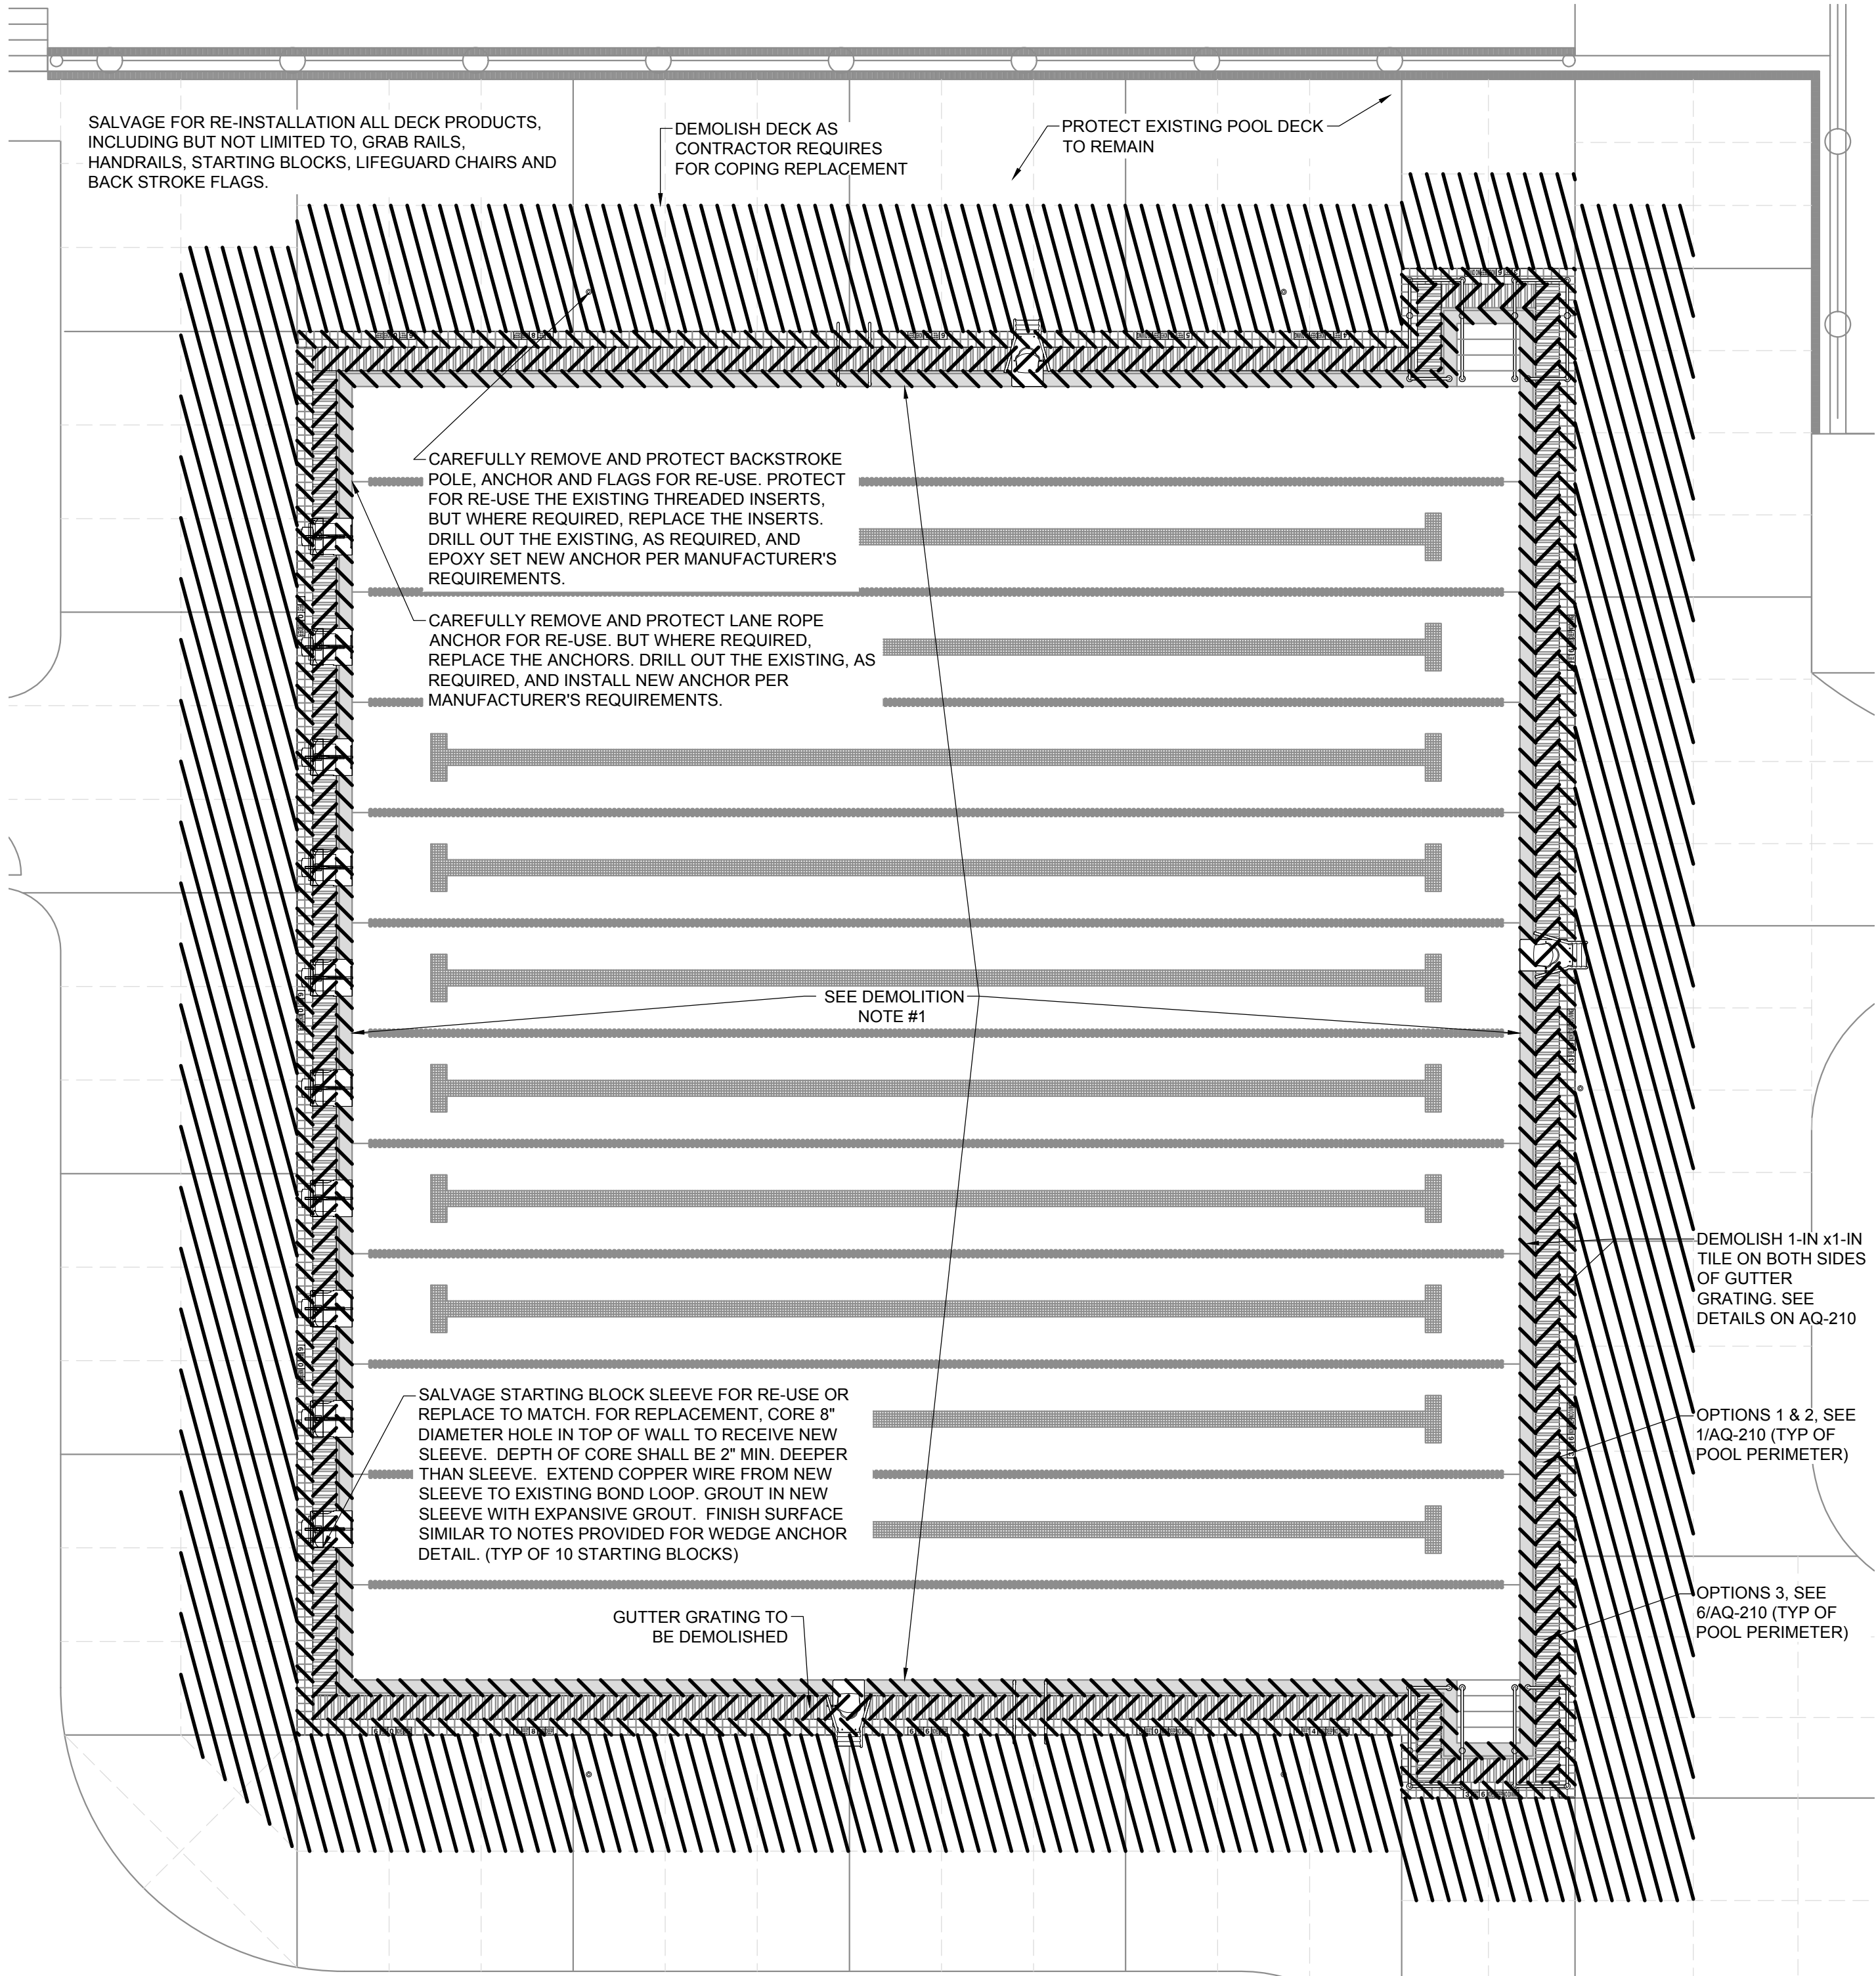 SALVAGE FOR RE-INSTALLATION ALL DECK PRODUCTS,
INCLUDING BUT NOT LIMITED TO, GRAB RAILS,
HANDRAILS, STARTING BLOCKS, LIFEGUARD CHAIRS AND
BACK STROKE FLAGS.
DEMOLISH DECK AS
CONTRACTOR REQUIRES
FOR COPING REPLACEMENT
PROTECT EXISTING POOL DECK
TO REMAIN
CAREFULLY REMOVE AND PROTECT BACKSTROKE
POLE, ANCHOR AND FLAGS FOR RE-USE. PROTECT
FOR RE-USE THE EXISTING THREADED INSERTS,
BUT WHERE REQUIRED, REPLACE THE INSERTS.
DRILL OUT THE EXISTING, AS REQUIRED, AND
EPOXY SET NEW ANCHOR PER MANUFACTURER'S
REQUIREMENTS.
CAREFULLY REMOVE AND PROTECT LANE ROPE
ANCHOR FOR RE-USE. BUT WHERE REQUIRED,
REPLACE THE ANCHORS. DRILL OUT THE EXISTING, AS
REQUIRED, AND INSTALL NEW ANCHOR PER
MANUFACTURER'S REQUIREMENTS.
SEE DEMOLITION
NOTE #1
DEMOLISH 1-IN x1-IN
TILE ON BOTH SIDES
OF GUTTER
GRATING. SEE
DETAILS ON AQ-210
SALVAGE STARTING BLOCK SLEEVE FOR RE-USE OR
REPLACE TO MATCH. FOR REPLACEMENT, CORE 8"
DIAMETER HOLE IN TOP OF WALL TO RECEIVE NEW
SLEEVE. DEPTH OF CORE SHALL BE 2" MIN. DEEPER
THAN SLEEVE. EXTEND COPPER WIRE FROM NEW
SLEEVE TO EXISTING BOND LOOP. GROUT IN NEW
SLEEVE WITH EXPANSIVE GROUT. FINISH SURFACE
SIMILAR TO NOTES PROVIDED FOR WEDGE ANCHOR
DETAIL. (TYP OF 10 STARTING BLOCKS)
OPTIONS 1 & 2, SEE
1/AQ-210 (TYP OF
POOL PERIMETER)
OPTIONS 3, SEE
6/AQ-210 (TYP OF
POOL PERIMETER)
GUTTER GRATING TO
BE DEMOLISHED